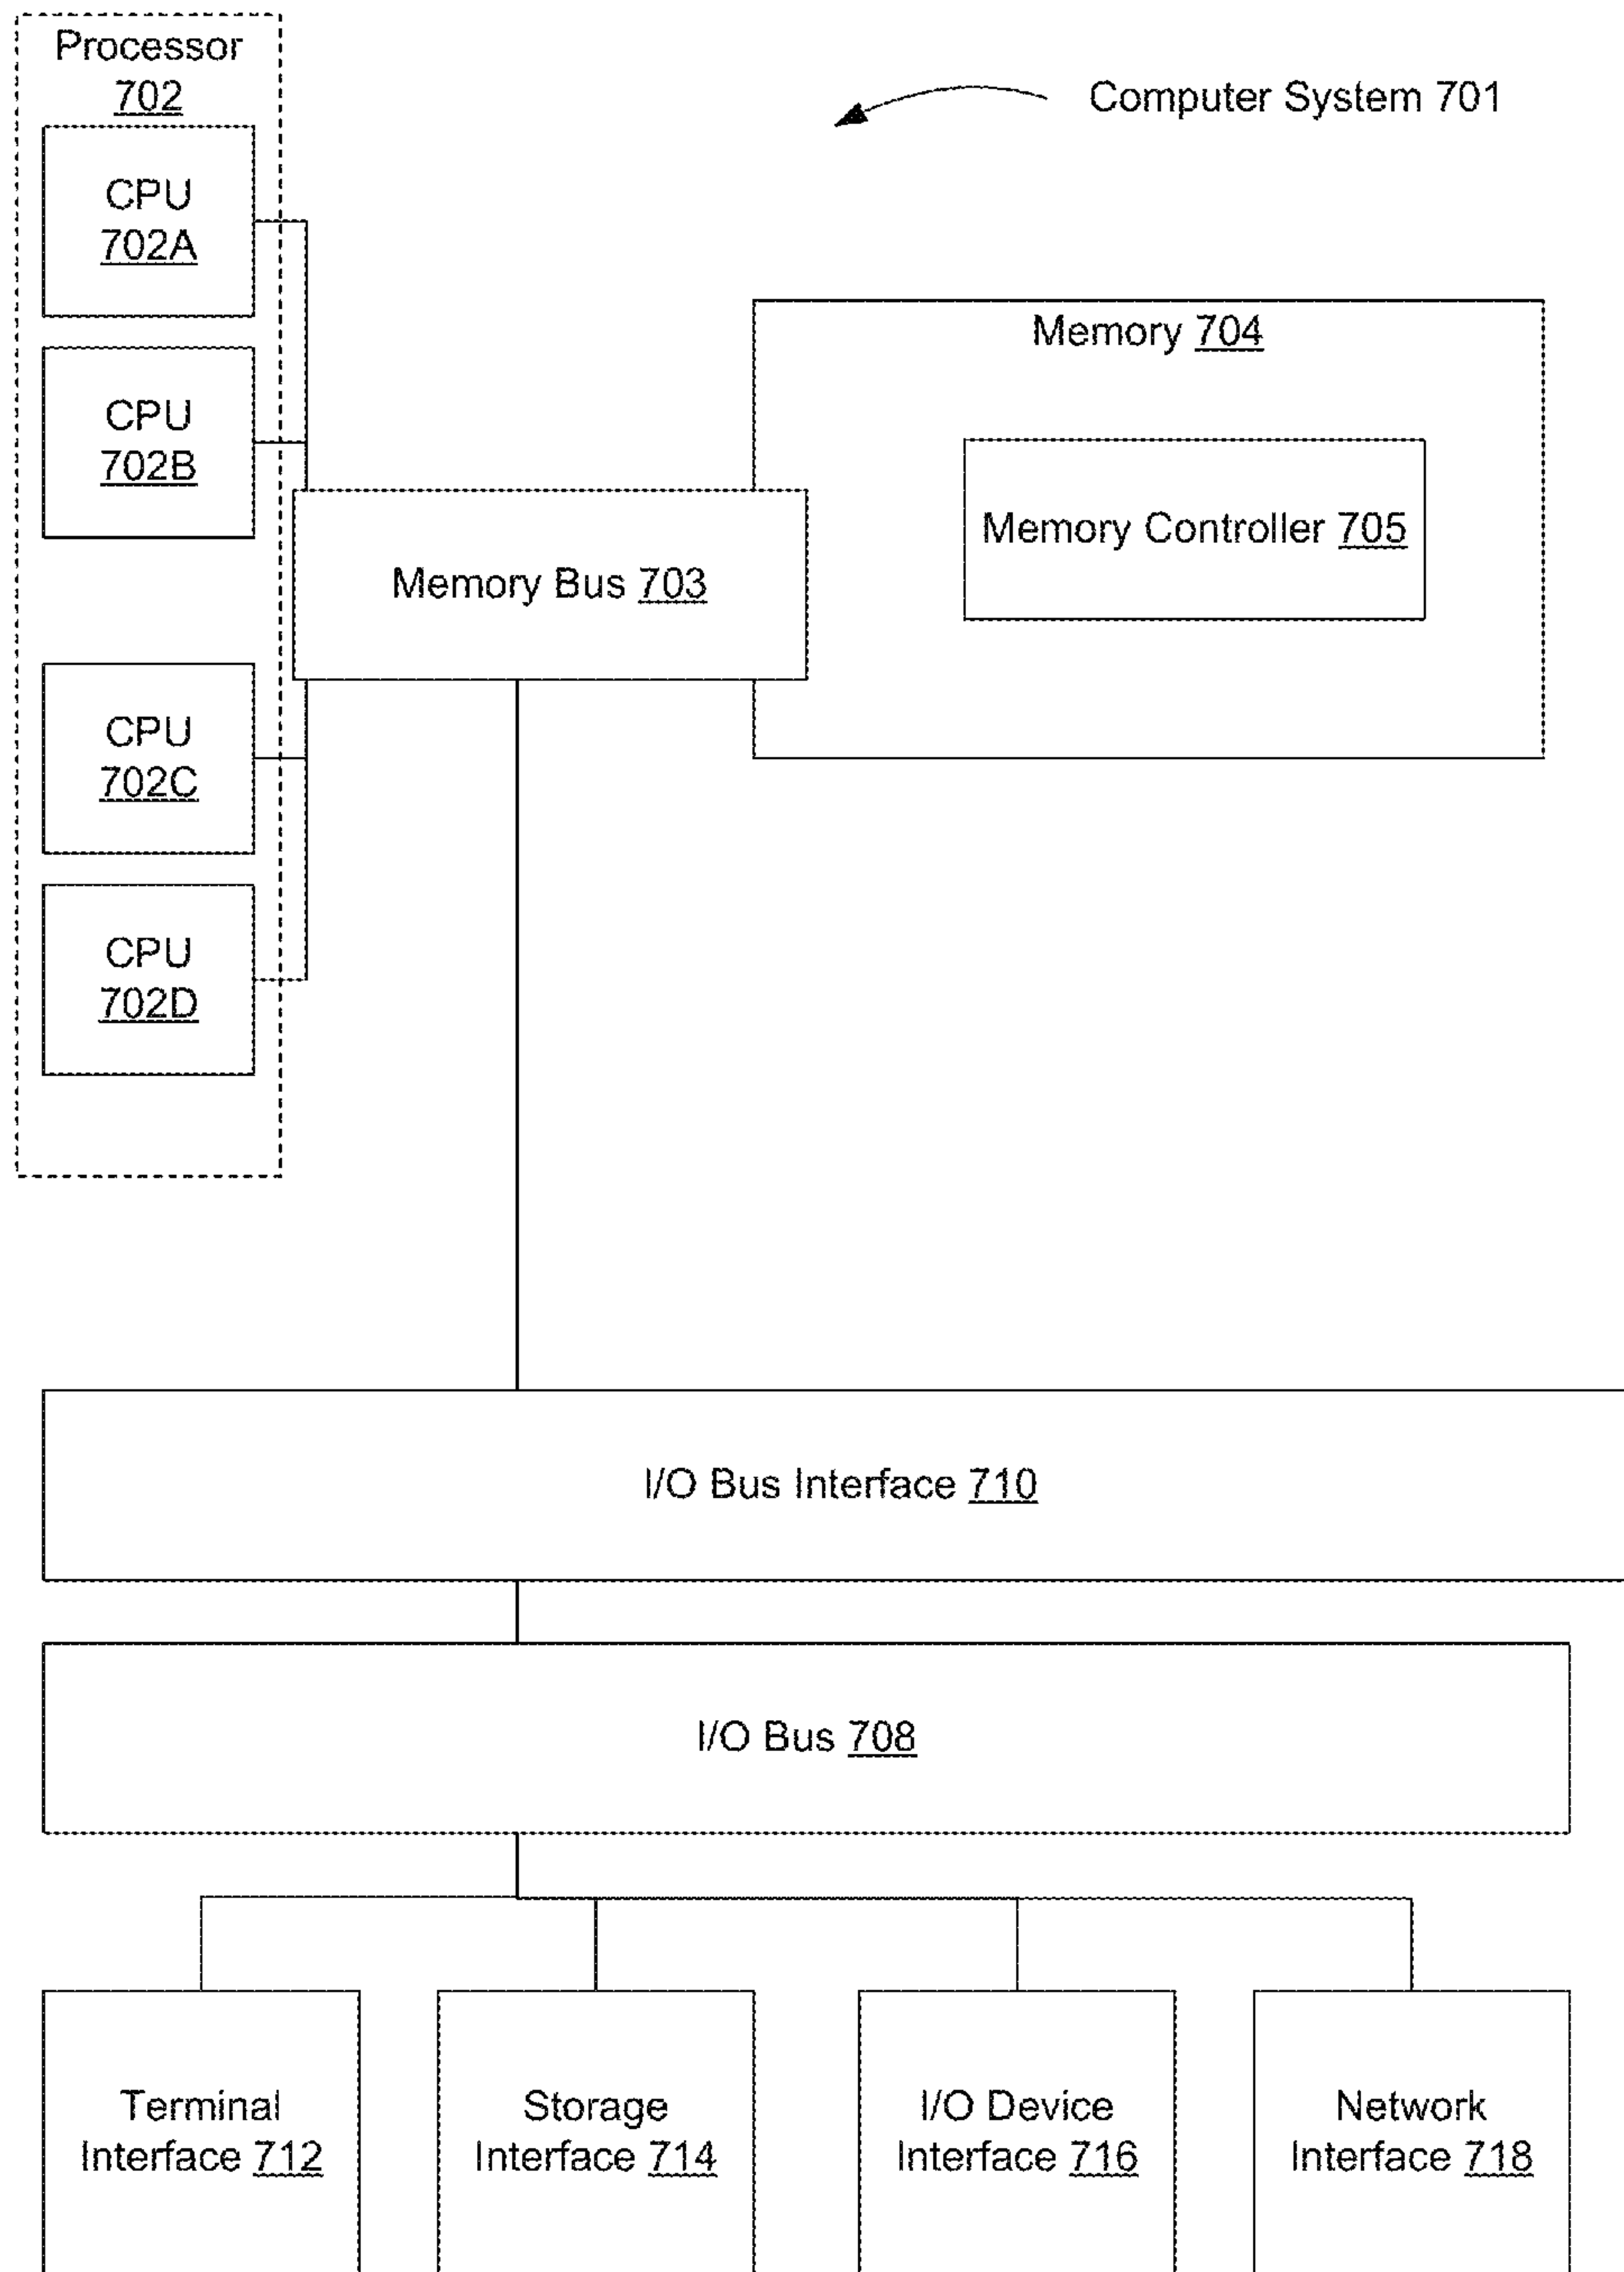 Processor
702
Computer System 701
CPU
702A
Memory 704
CPU
702B
Memory Controller 705
Memory Bus 703
CPU
702C
CPU
702D
I/O Bus Interface 710
I/O Bus 708
Terminal
Interface 712
Storage
Interface 714
I/O Device
Interface 716
Network
Interface 718